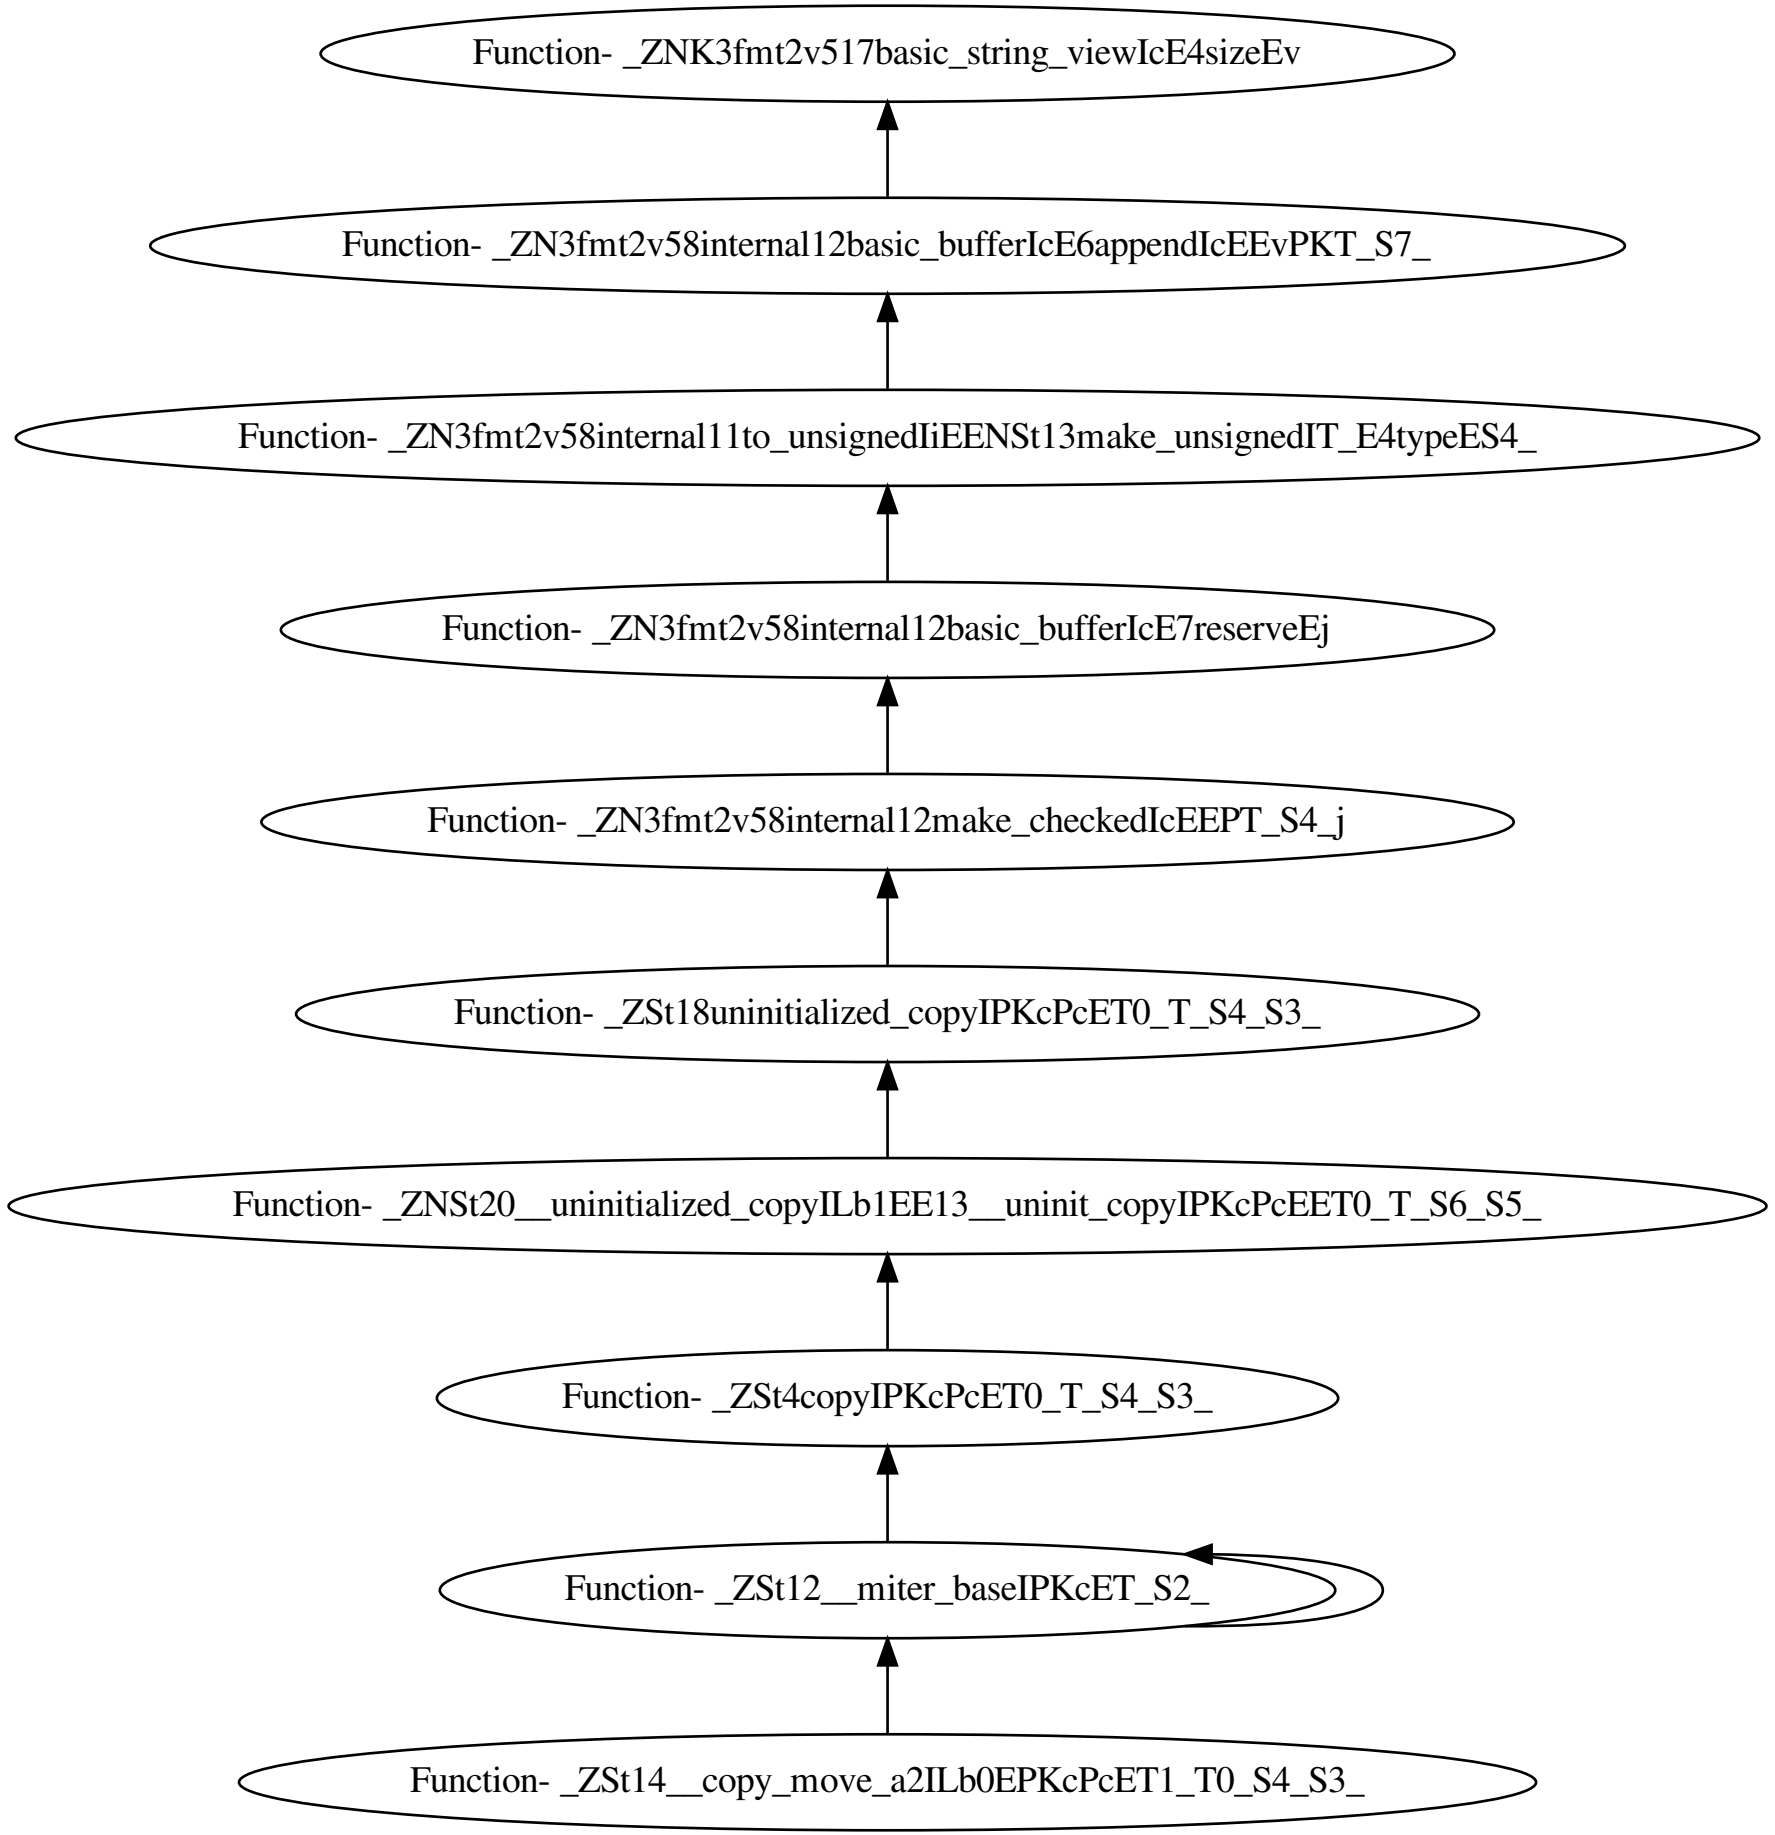 Function- _ZNK3fmt2v517basic_string_viewIcE4sizeEv
Function- _ZN3fmt2v58internal12basic_bufferIcE6appendIcEEvPKT_S7_
Function- _ZN3fmt2v58internal11to_unsignedIiEENSt13make_unsignedIT_E4typeES4_
Function- _ZN3fmt2v58internal12basic_bufferIcE7reserveEj
Function- _ZN3fmt2v58internal12make_checkedIcEEPT_S4_j
Function- _ZSt18uninitialized_copyIPKcPcET0_T_S4_S3_
Function- _ZNSt20__uninitialized_copyILb1EE13__uninit_copyIPKcPcEET0_T_S6_S5_
Function- _ZSt4copyIPKcPcET0_T_S4_S3_
Function- _ZSt12__miter_baseIPKcET_S2_
Function- _ZSt14__copy_move_a2ILb0EPKcPcET1_T0_S4_S3_